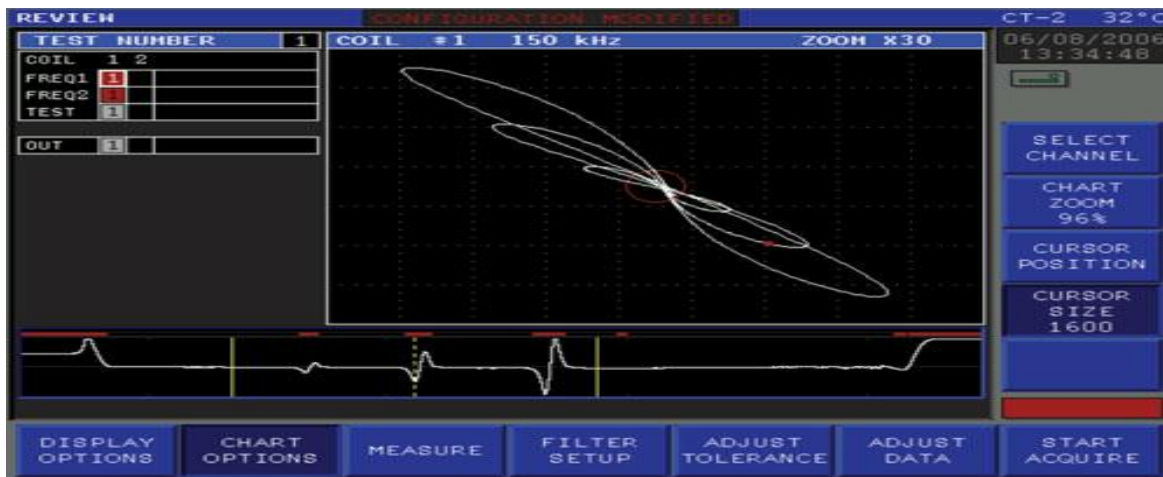 REVIEW CONFIGURATION MODIFIED CT-2 32°C
TEST NUMBER 1 COIL #1 150 kHz ZOOM X30 06/08/2006
13:34:48
COIL 1 2
FREQ1 1
FREQ2 1
TEST 1
OUT 1
SELECT
CHANNEL
CHART
ZOOM
96%
CURSOR
POSITION
CURSOR
SIZE
1600
DISPLAY
OPTIONS
CHART
OPTIONS
MEASURE
FILTER
SETUP
ADJUST
TOLERANCE
ADJUST
DATA
START
ACQUIRE